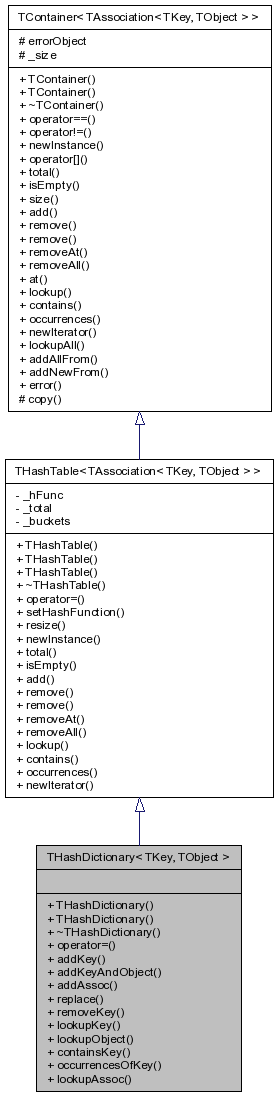 TContainer< TAssociation< TKey, TObject > >
# errorObject
# _size
+ TContainer()
+ TContainer()
+ ~TContainer()
+ operator==()
+ operator!=()
+ newInstance()
+ operator[]()
+ total()
+ isEmpty()
+ size()
+ add()
+ remove()
+ remove()
+ removeAt()
+ removeAll()
+ at()
+ lookup()
+ contains()
+ occurrences()
+ newIterator()
+ lookupAll()
+ addAllFrom()
+ addNewFrom()
+ error()
# copy()
THashTable< TAssociation< TKey, TObject > >
- _hFunc
- _total
- _buckets
+ THashTable()
+ THashTable()
+ THashTable()
+ ~THashTable()
+ operator=()
+ setHashFunction()
+ resize()
+ newInstance()
+ total()
+ isEmpty()
+ add()
+ remove()
+ remove()
+ removeAt()
+ removeAll()
+ lookup()
+ contains()
+ occurrences()
+ newIterator()
THashDictionary< TKey, TObject >
+ THashDictionary()
+ THashDictionary()
+ ~THashDictionary()
+ operator=()
+ addKey()
+ addKeyAndObject()
+ addAssoc()
+ replace()
+ removeKey()
+ lookupKey()
+ lookupObject()
+ containsKey()
+ occurrencesOfKey()
+ lookupAssoc()